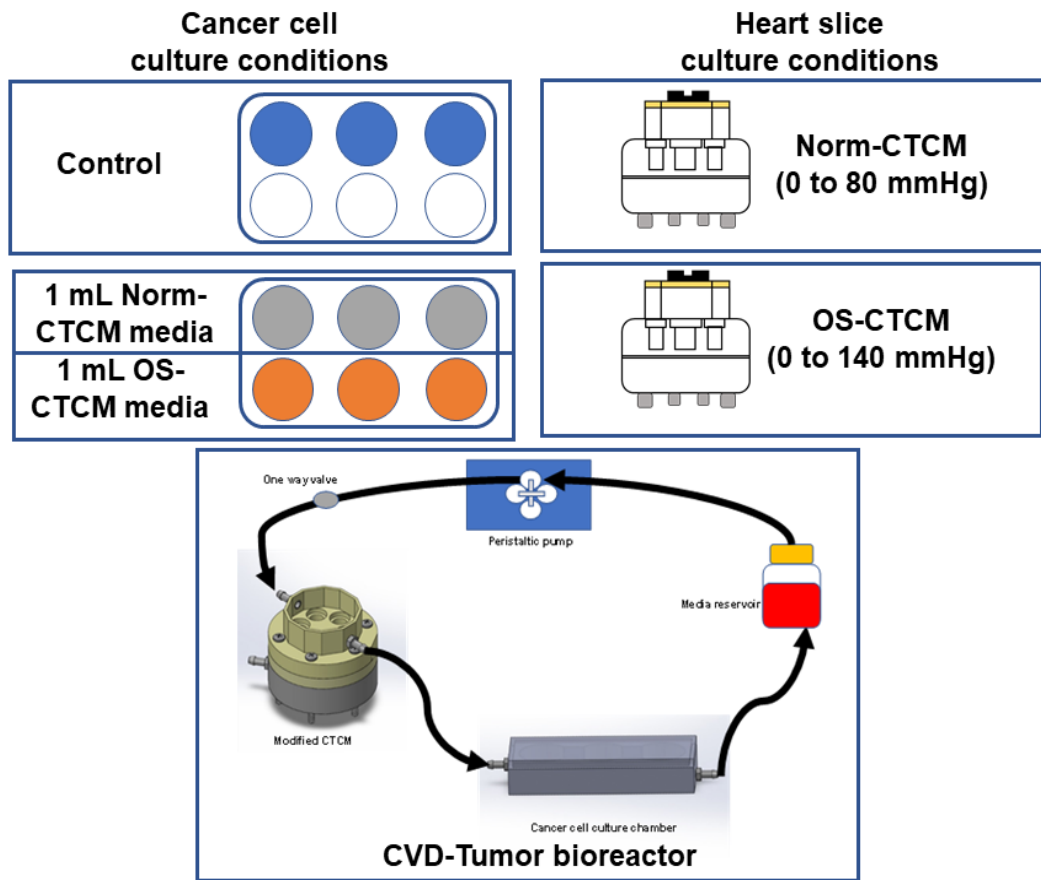 Cancer cell
culture conditions
Heart slice
culture conditions
Control
Norm-CTCM
(0 to 80 mmHg)
1 mL Norm-
CTCM media
1 mL OS-
CTCM media
OS-CTCM
(0 to 140 mmHg)
One way valve
Peristaltic pump
Media reservoir
Modified CTCM
Cancer cell culture chamber
CVD-Tumor bioreactor